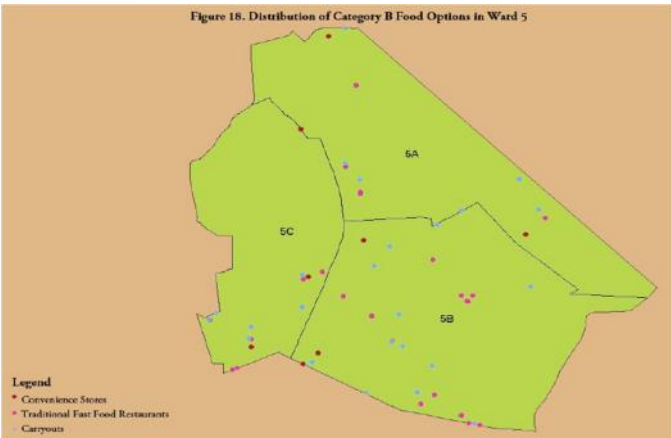 Figure 18. Distribution of Category B Food Options in Ward 5
5A
5C
5B
Legend
Convenience Stores
Traditional Fast Food Restaurants
Carryouts